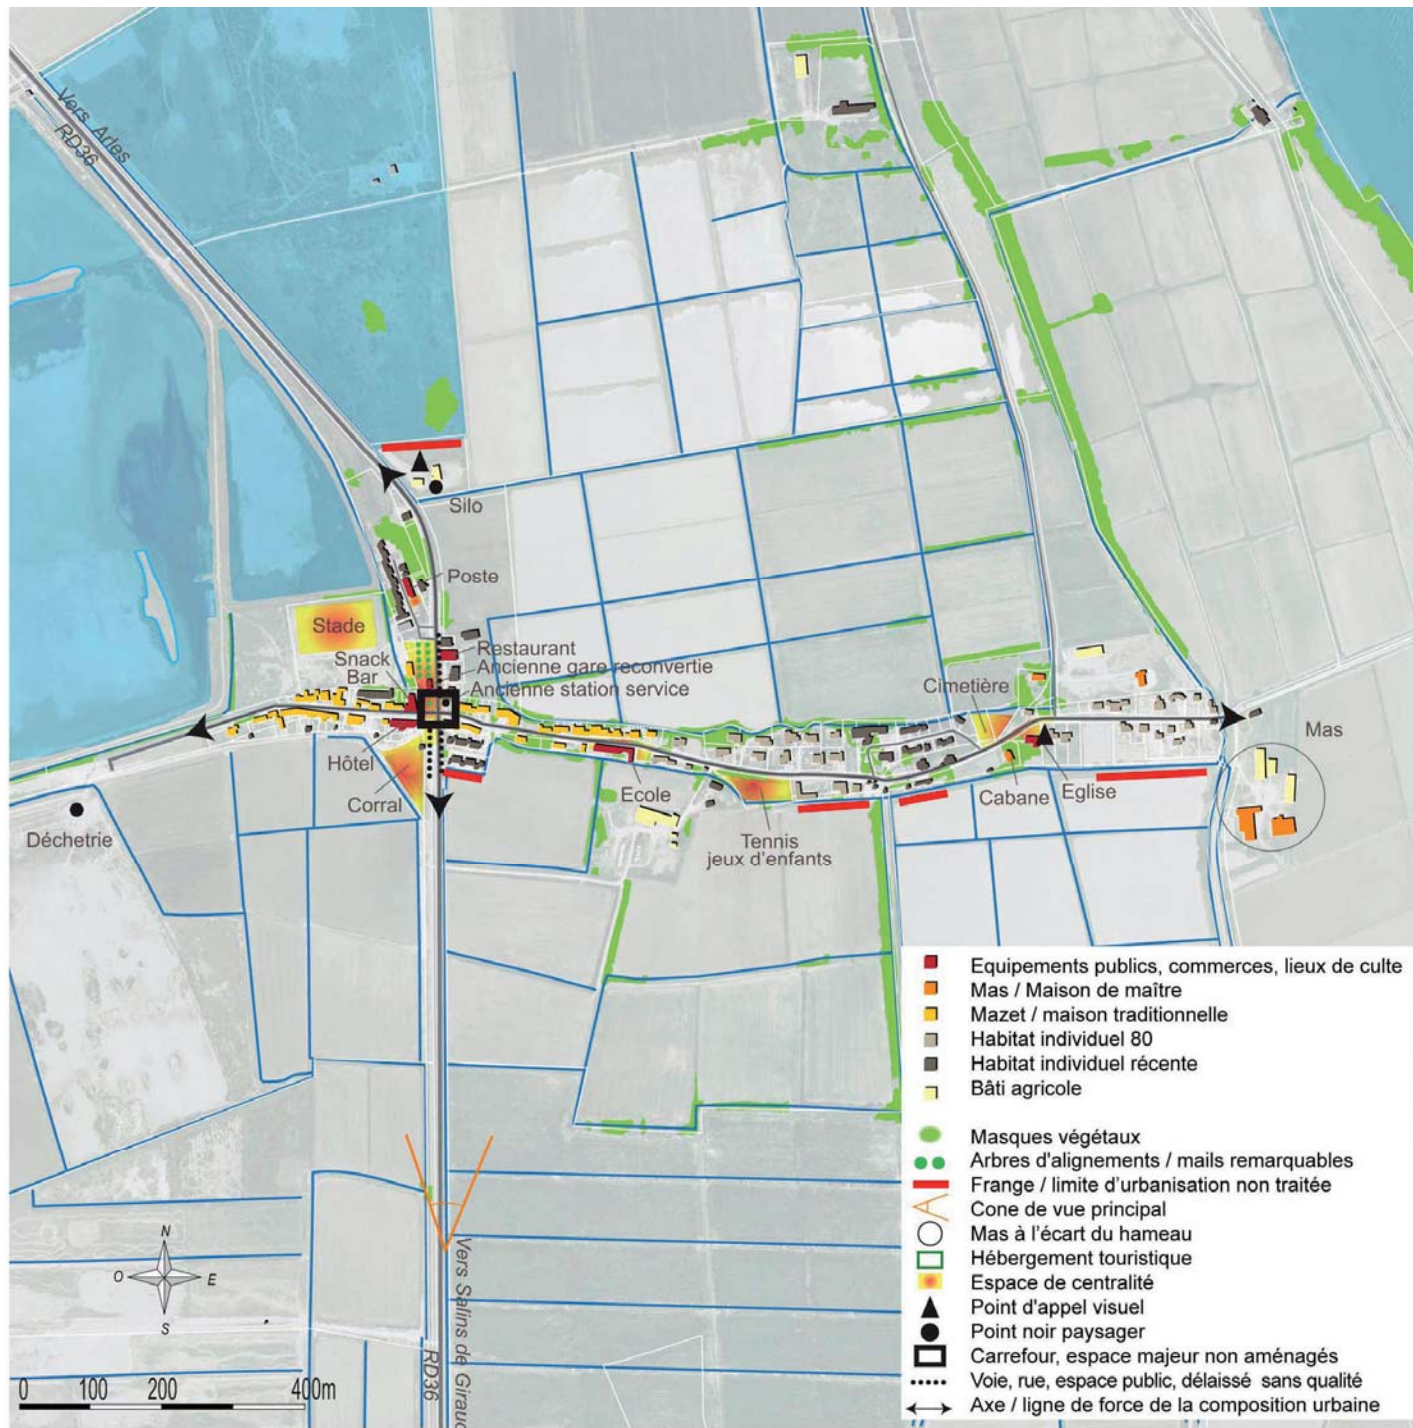 Vers Arles
RD36
Silo
Poste
Stade
Restaurant
Snack
Bar
Ancienne gare reconvertie
Ancienne station service
Cimetière
Mas
Hôtel
Corral
Ecole
Cabane
Eglise
Déchetrie
Tennis
jeux d'enfants
Equipements publics, commerces, lieux de culte
Mas / Maison de maître
Mazet / maison traditionnelle
Habitat individuel 80
Habitat individuel récente
Bâti agricole
Masques végétaux
Arbres d'alignements / mails remarquables
Frange / limite d'urbanisation non traitée
Cone de vue principal
Mas à l'écart du hameau
Hébergement touristique
Espace de centralité
Point d'appel visuel
Point noir paysager
Carrefour, espace majeur non aménagés
Voie, rue, espace public, délaissé sans qualité
Axe / ligne de force de la composition urbaine
N
O
E
S
Vers Salins de Giraud
RD36
0 100 200 400m